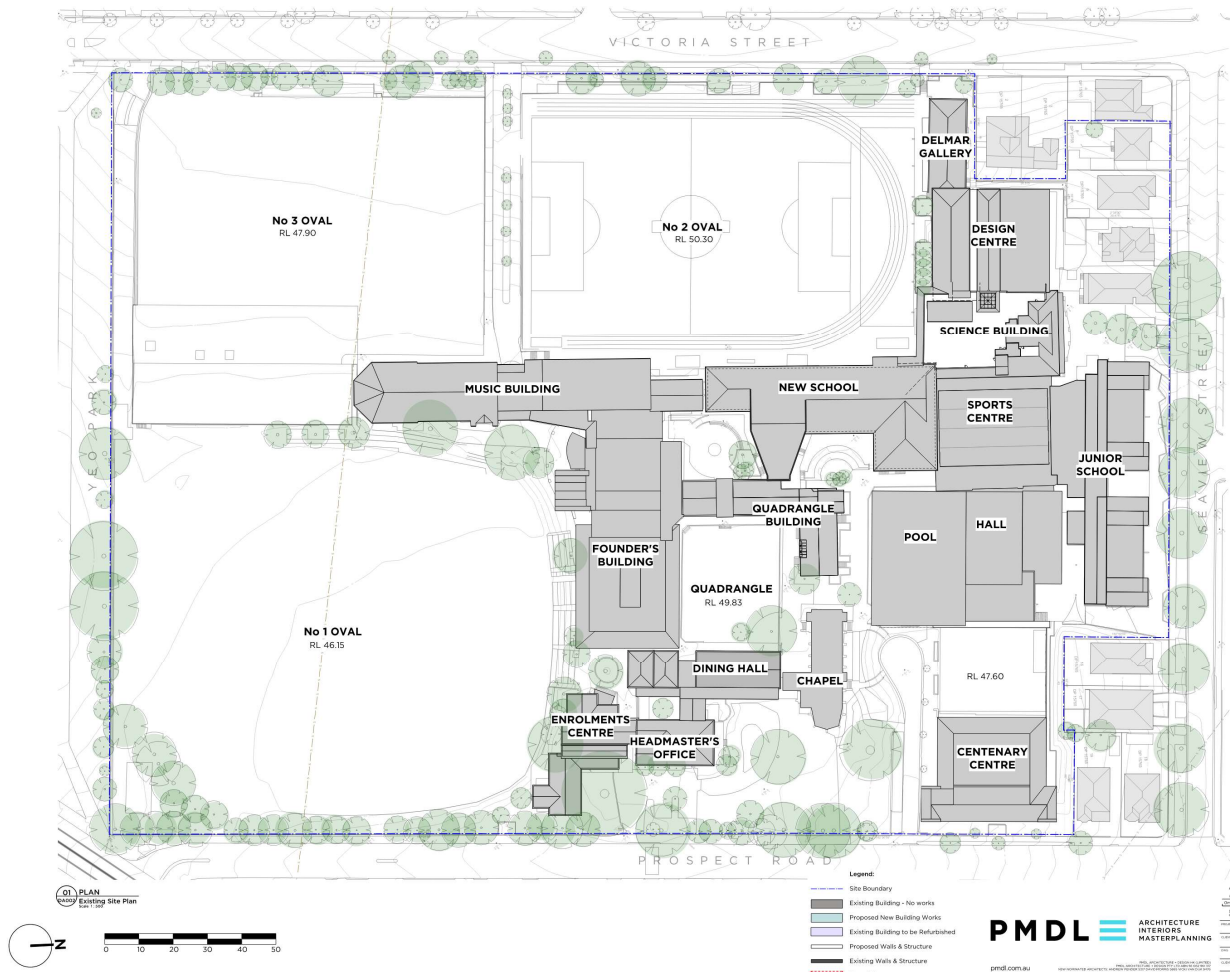 VICTORIA STREET
DELMAR
GALLERY
No 3 OVAL
RL 47.90
No 2 OVAL
RL 50.30
DESIGN
CENTRE
SCIENCE BUILDING
MUSIC BUILDING
NEW SCHOOL
SPORTS
CENTRE
YEO PARK
JUNIOR
SCHOOL
SEAVIEW STREET
QUADRANGLE
BUILDING
HALL
POOL
FOUNDER'S
BUILDING
QUADRANGLE
RL 49.83
No 1 OVAL
RL 46.15
DINING HALL
CHAPEL
RL 47.60
ENROLMENTS
CENTRE
HEADMASTER'S
OFFICE
CENTENARY
CENTRE
PROSPECT ROAD
01 PLAN
DA002 Existing Site Plan
Scale 1 : 500
N
0 10 20 30 40 50
Legend:
Site Boundary
Existing Building - No works
Proposed New Building Works
Existing Building to be Refurbished
Proposed Walls & Structure
Existing Walls & Structure
PMDL
ARCHITECTURE
INTERIORS
MASTERPLANNING
pmdl.com.au